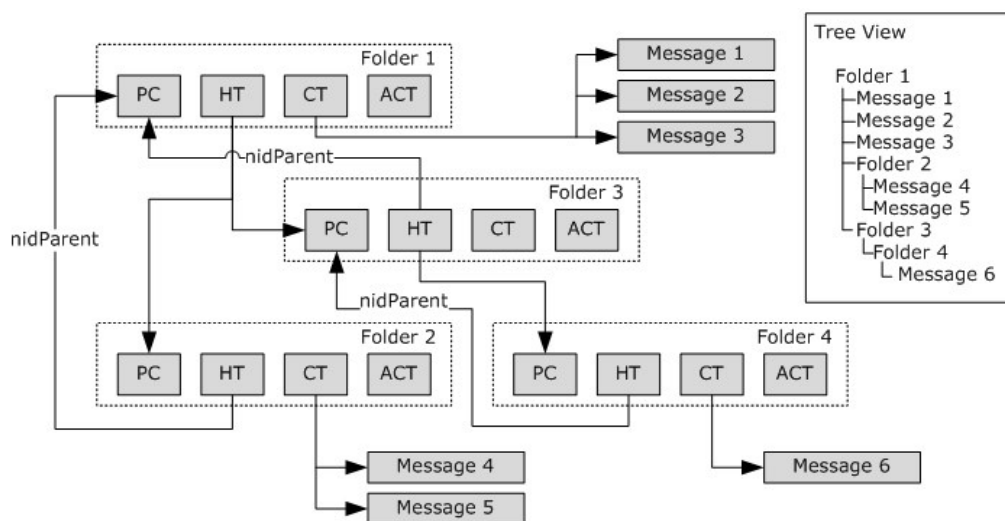 Folder 1
PC HT CT ACT
Message 1
Message 2
Message 3
nidParent
Folder 3
PC HT CT ACT
nidParent
nidParent
Folder 2
PC HT CT ACT
Folder 4
PC HT CT ACT
Message 4
Message 5
Message 6
Tree View
Folder 1
Message 1
Message 2
Message 3
Folder 2
Message 4
Message 5
Folder 3
Folder 4
Message 6